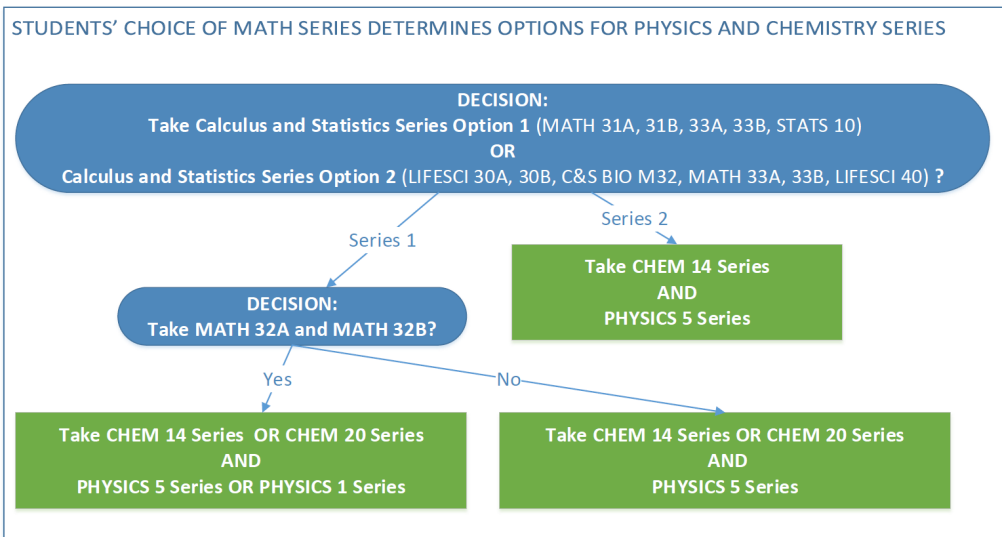 STUDENTS' CHOICE OF MATH SERIES DETERMINES OPTIONS FOR PHYSICS AND CHEMISTRY SERIES
DECISION:
Take Calculus and Statistics Series Option 1 (MATH 31A, 31B, 33A, 33B, STATS 10)
OR
Calculus and Statistics Series Option 2 (LIFESCI 30A, 30B, C&S BIO M32, MATH 33A, 33B, LIFESCI 40) ?
Series 1
Series 2
Take CHEM 14 Series
AND
PHYSICS 5 Series
DECISION:
Take MATH 32A and MATH 32B?
Yes
No
Take CHEM 14 Series OR CHEM 20 Series
AND
PHYSICS 5 Series OR PHYSICS 1 Series
Take CHEM 14 Series OR CHEM 20 Series
AND
PHYSICS 5 Series